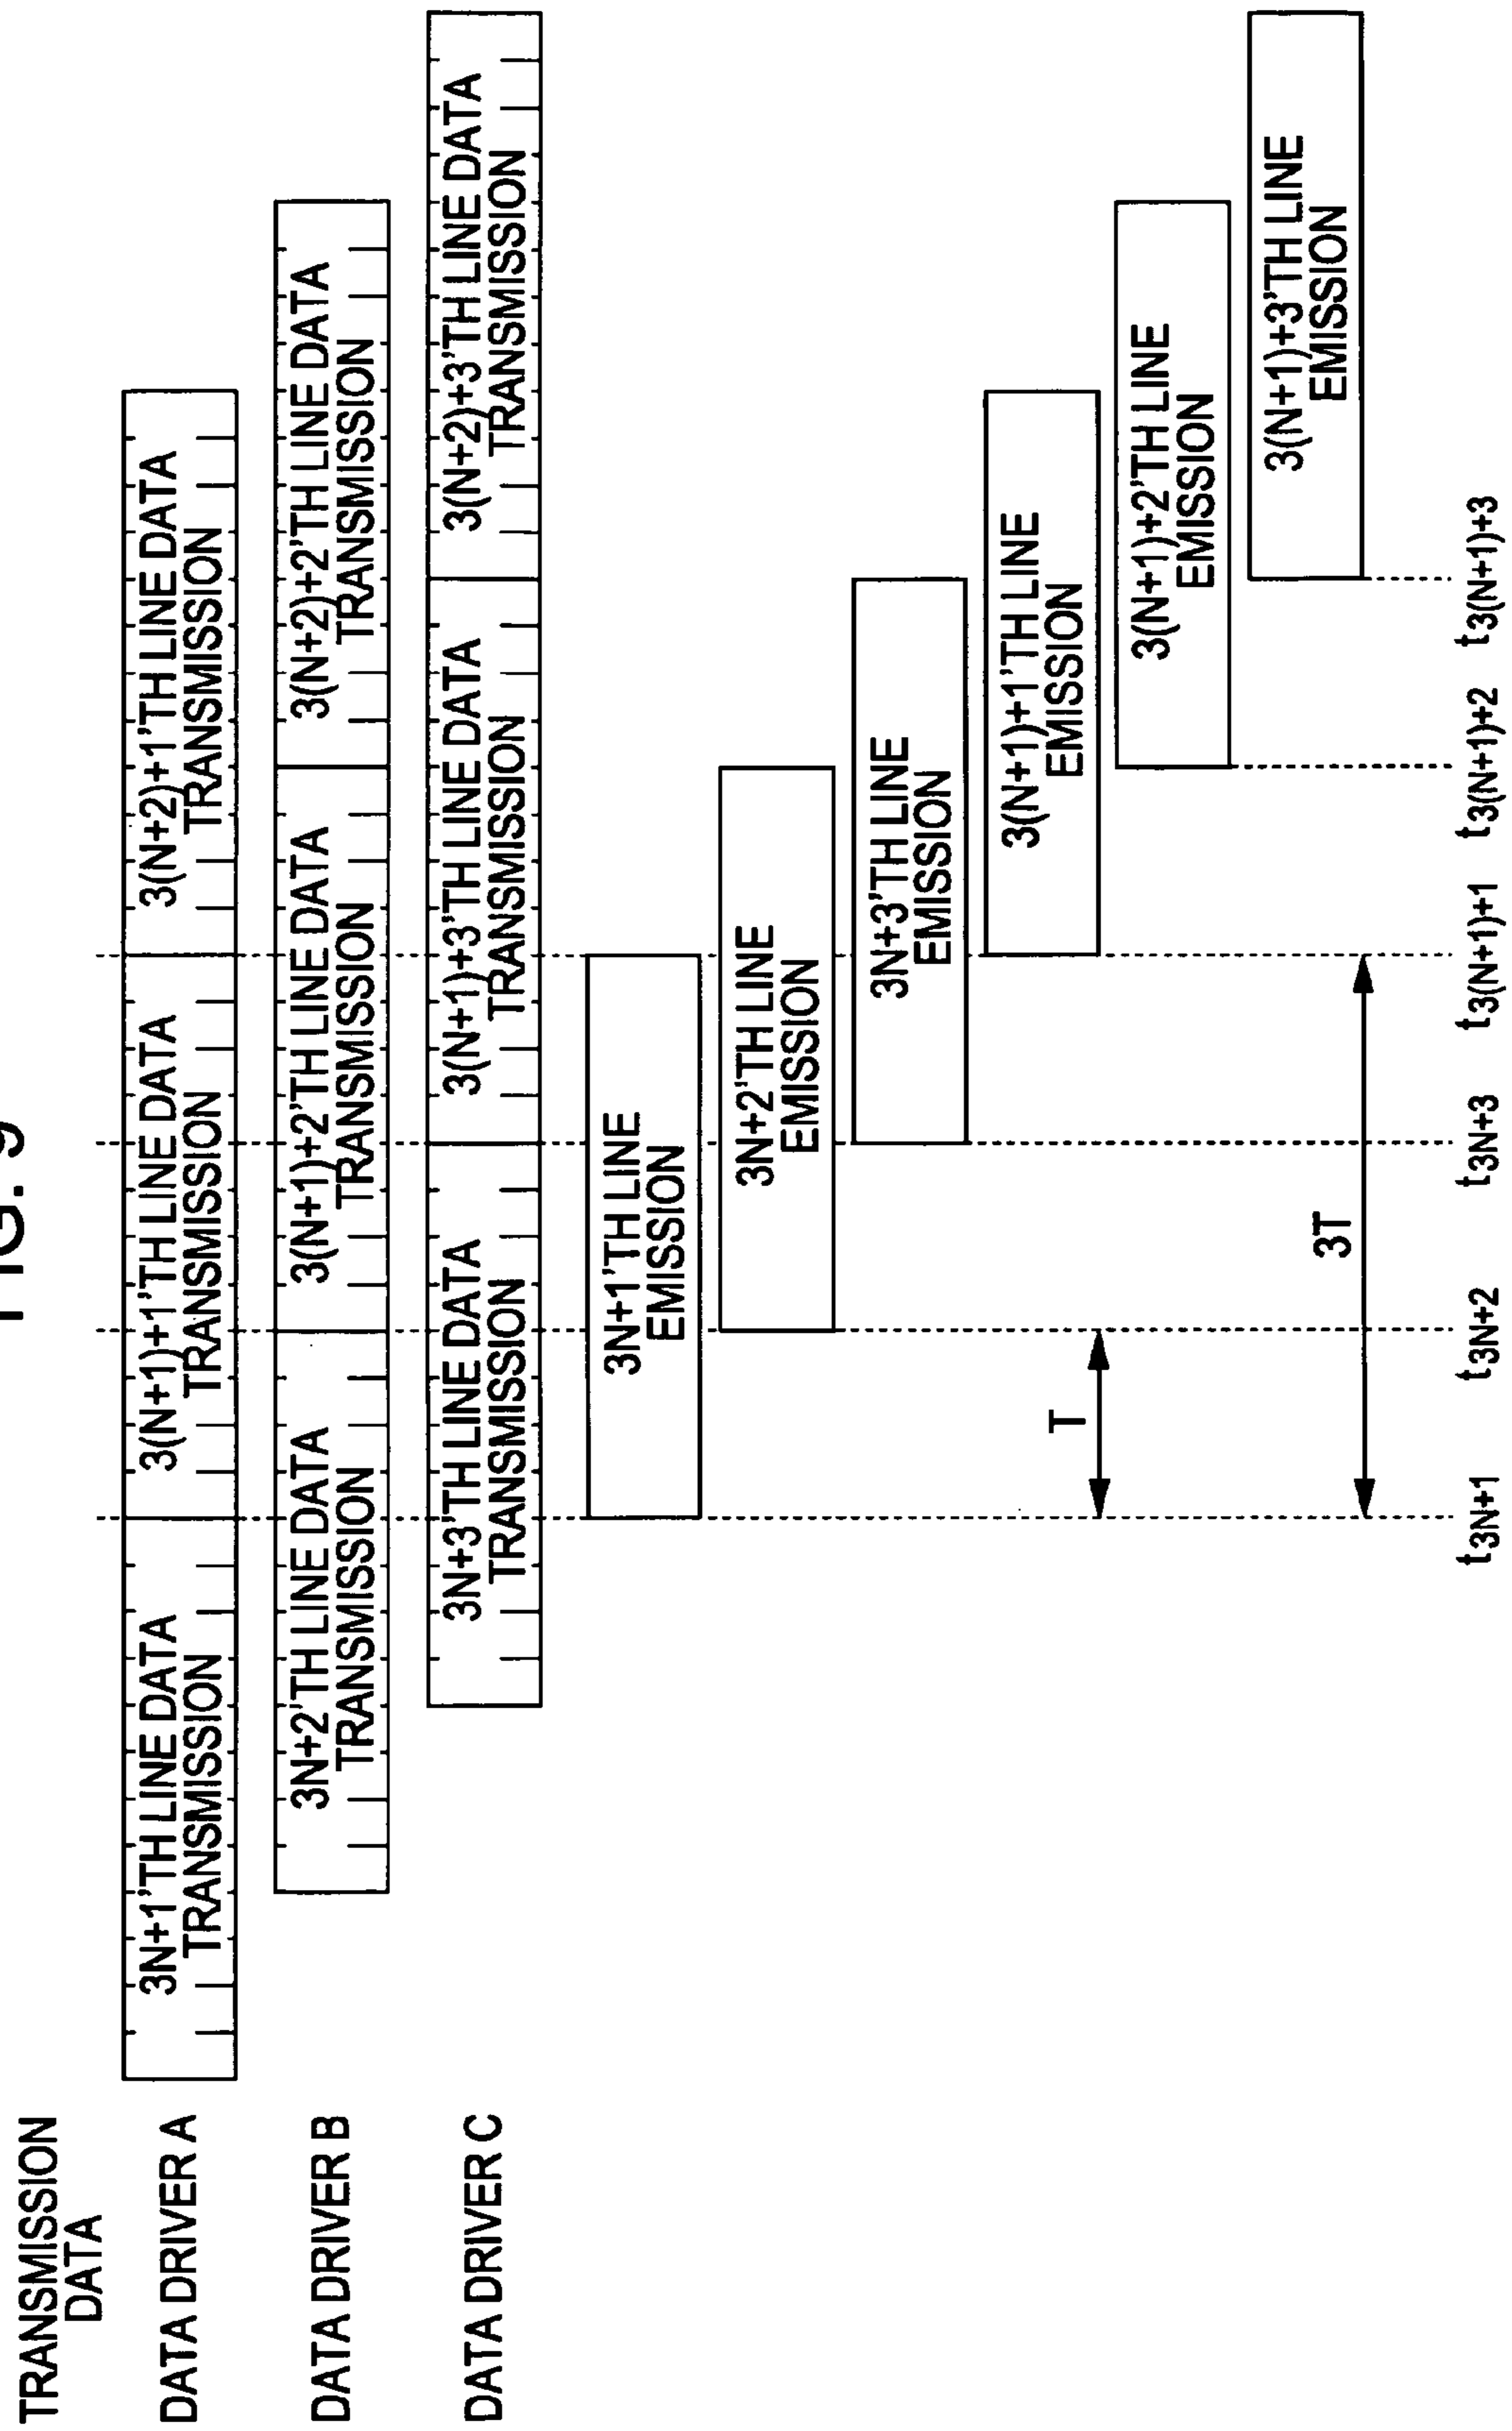 FIG. 9
TRANSMISSION
DATA
DATA DRIVER A
3N+1'TH LINE DATA
TRANSMISSION
3(N+1)+1'TH LINE DATA
TRANSMISSION
3(N+2)+1'TH LINE DATA
TRANSMISSION
DATA DRIVER B
3N+2'TH LINE DATA
TRANSMISSION
3(N+1)+2'TH LINE DATA
TRANSMISSION
3(N+2)+2'TH LINE DATA
TRANSMISSION
DATA DRIVER C
3N+3'TH LINE DATA
TRANSMISSION
3(N+1)+3'TH LINE DATA
TRANSMISSION
3(N+2)+3'TH LINE DATA
TRANSMISSION
3N+1'TH LINE
EMISSION
3N+2'TH LINE
EMISSION
3N+3'TH LINE
EMISSION
3(N+1)+1'TH LINE
EMISSION
3(N+1)+2'TH LINE
EMISSION
3(N+1)+3'TH LINE
EMISSION
T
3T
t3N+1 t3N+2 t3N+3 t3(N+1)+1 t3(N+1)+2 t3(N+1)+3